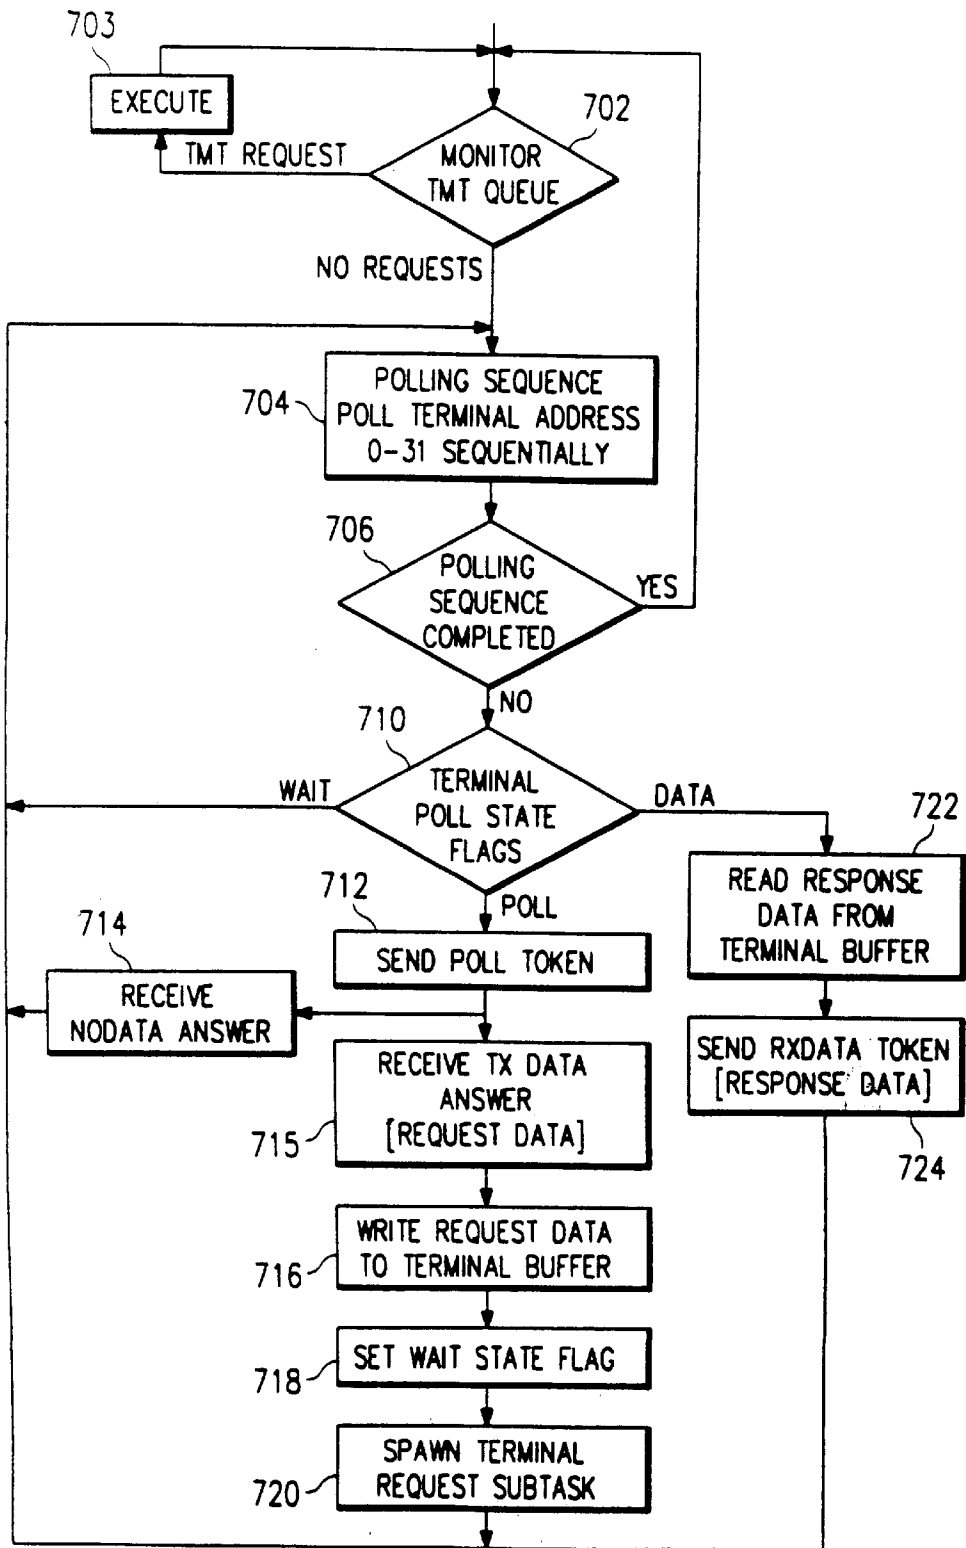 703
EXECUTE
702
TMT REQUEST
MONITOR
TMT QUEUE
NO REQUESTS
704
POLLING SEQUENCE
POLL TERMINAL ADDRESS
0-31 SEQUENTIALLY
706
POLLING
SEQUENCE
COMPLETED
YES
NO
710
WAIT
TERMINAL
POLL STATE
FLAGS
DATA
722
READ RESPONSE
DATA FROM
TERMINAL BUFFER
712
POLL
SEND POLL TOKEN
714
RECEIVE
NODATA ANSWER
SEND RXDATA TOKEN
[RESPONSE DATA]
724
RECEIVE TX DATA
ANSWER
[REQUEST DATA]
715
WRITE REQUEST DATA
TO TERMINAL BUFFER
716
SET WAIT STATE FLAG
718
SPAWN TERMINAL
REQUEST SUBTASK
720